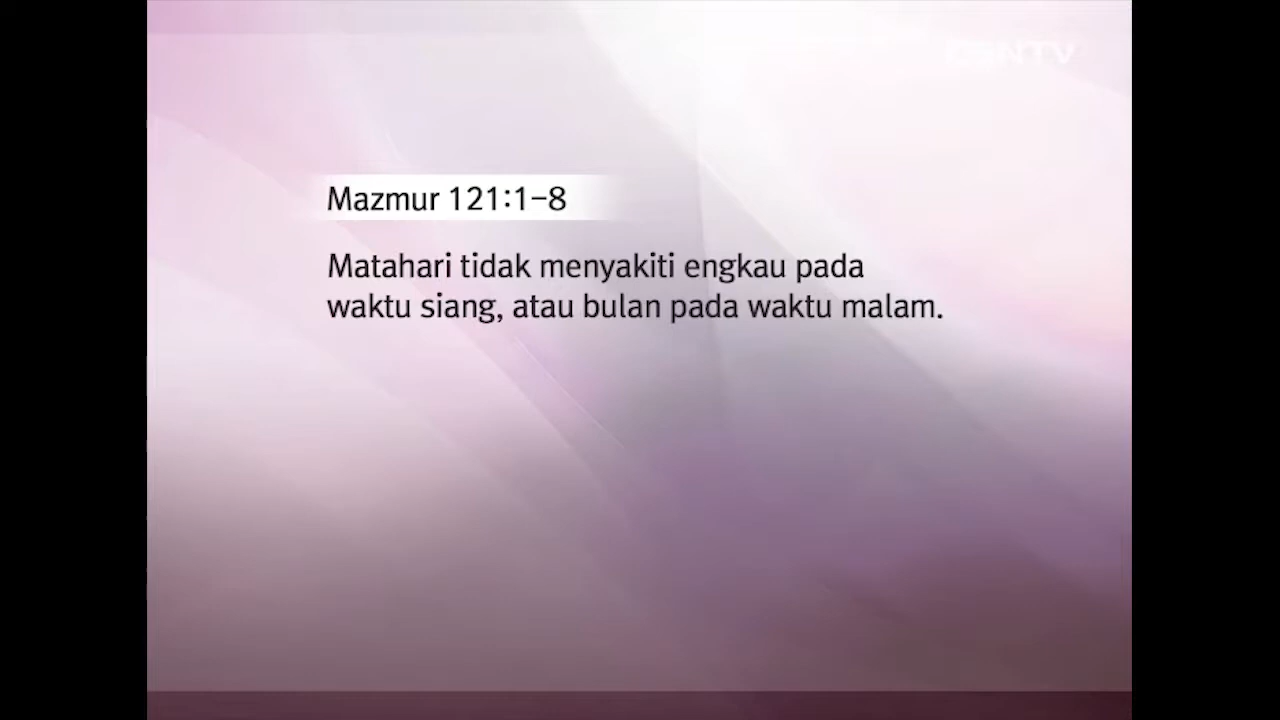 Mazmur 121:1–8
Matahari tidak menyakiti engkau pada
waktu siang, atau bulan pada waktu malam.